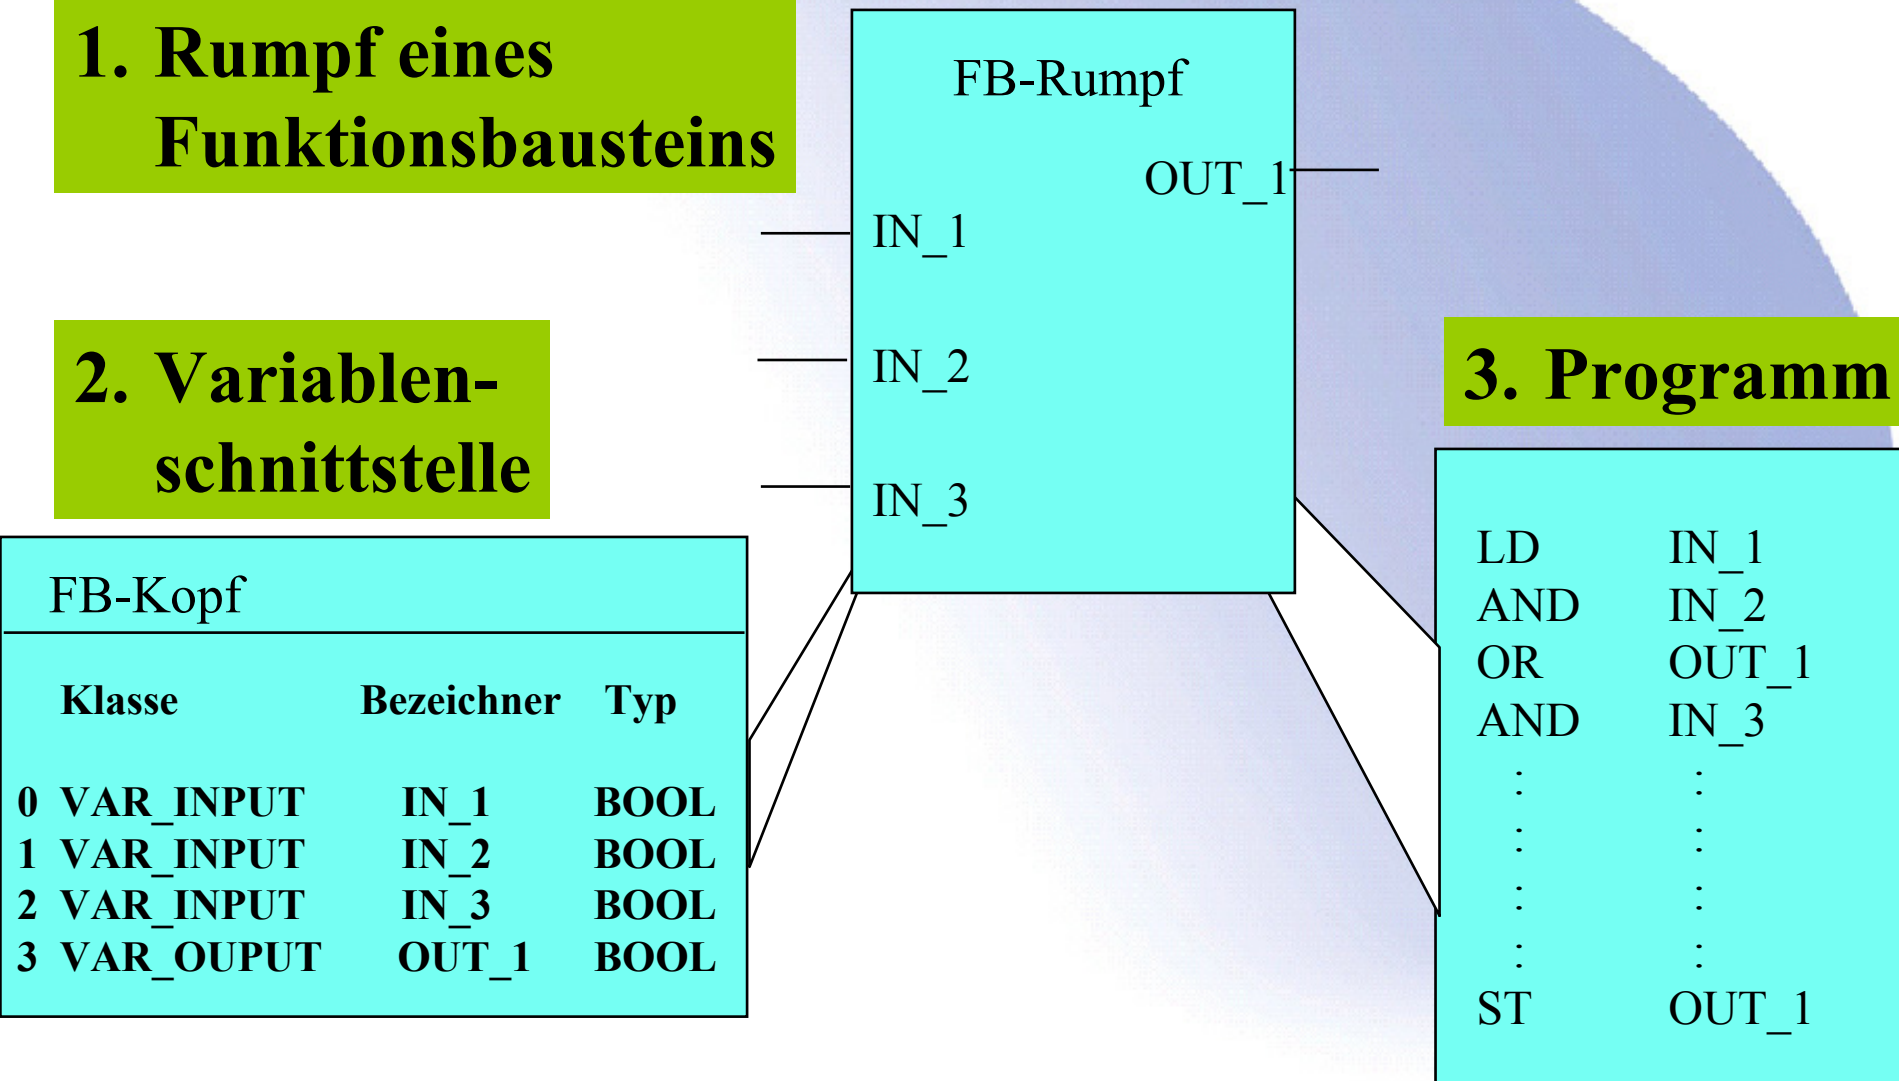 1. Rumpf eines
Funktionsbausteins
FB-Rumpf
OUT_1
IN_1
IN_2
IN_3
2. Variablen-
schnittstelle
FB-Kopf
Klasse Bezeichner Typ
0 VAR_INPUT IN_1 BOOL
1 VAR_INPUT IN_2 BOOL
2 VAR_INPUT IN_3 BOOL
3 VAR_OUPUT OUT_1 BOOL
3. Programm
LD IN_1
AND IN_2
OR OUT_1
AND IN_3
: :
: :
: :
: :
ST OUT_1